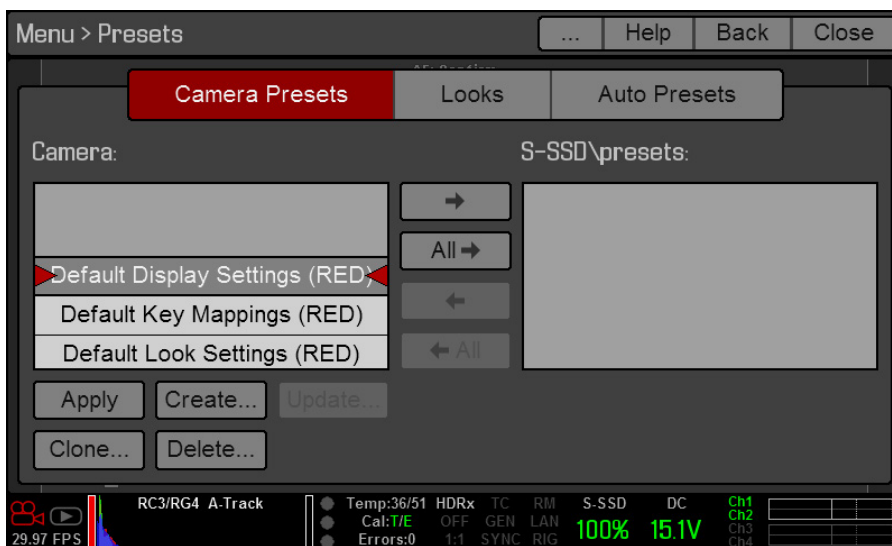 Menu > Presets ... Help Back Close
Camera Presets Looks Auto Presets
Camera: S-SSD\presets:
→
All →
Default Display Settings (RED)
Default Key Mappings (RED)
←
Default Look Settings (RED)
← All
Apply Create... Update...
Clone... Delete...
RC3/RG4 A-Track Temp:36/51 HDRx TC RM S-SSD DC Ch1
Cal:T/E OFF GEN LAN 100% 15.1V Ch2
29.97 FPS Errors:0 1:1 SYNC RIG Ch3
Ch4